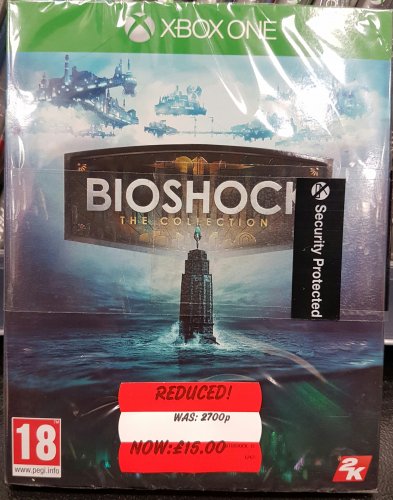 XBOX ONE
BIOSHOCK
THE COLLECTION
Security Protected
REDUCED!
WAS: 2700p
NOW:£15.00
18
www.pegi.info
2K